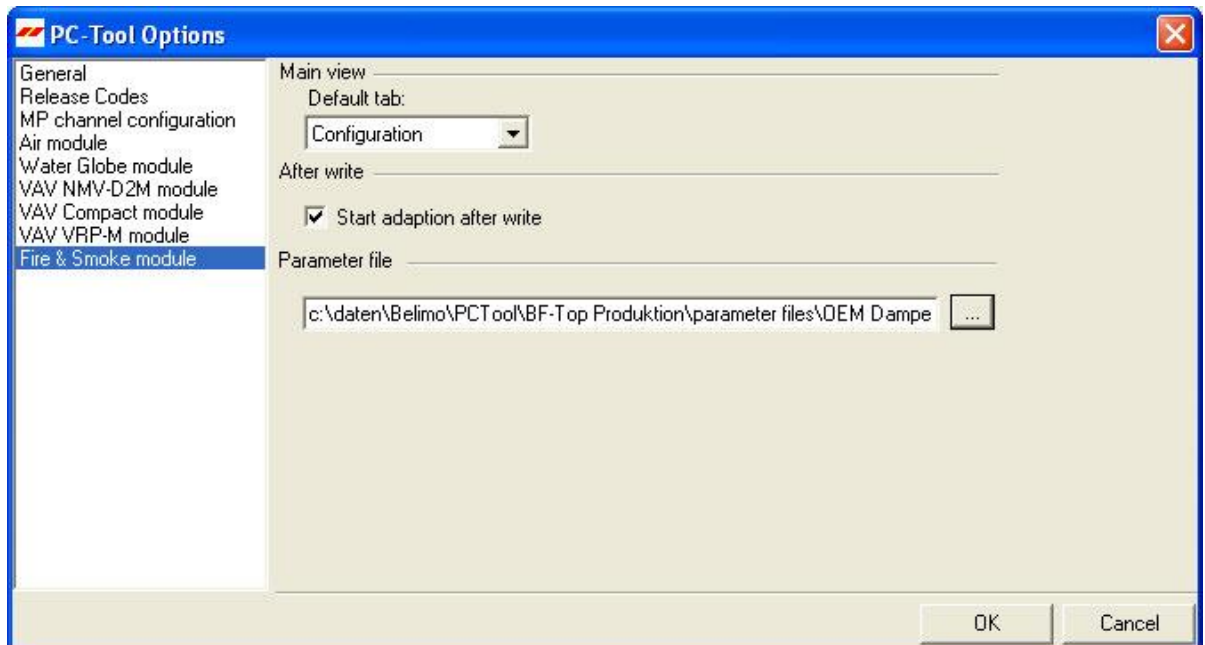 PC-Tool Options
General
Release Codes
MP channel configuration
Air module
Water Globe module
VAV NMV-D2M module
VAV Compact module
VAV VRP-M module
Fire & Smoke module
Main view
Default tab:
Configuration
After write
Start adaption after write
Parameter file
c:\daten\Belimo\PCTool\BF-Top Produktion\parameter files\OEM Dampe
...
OK
Cancel